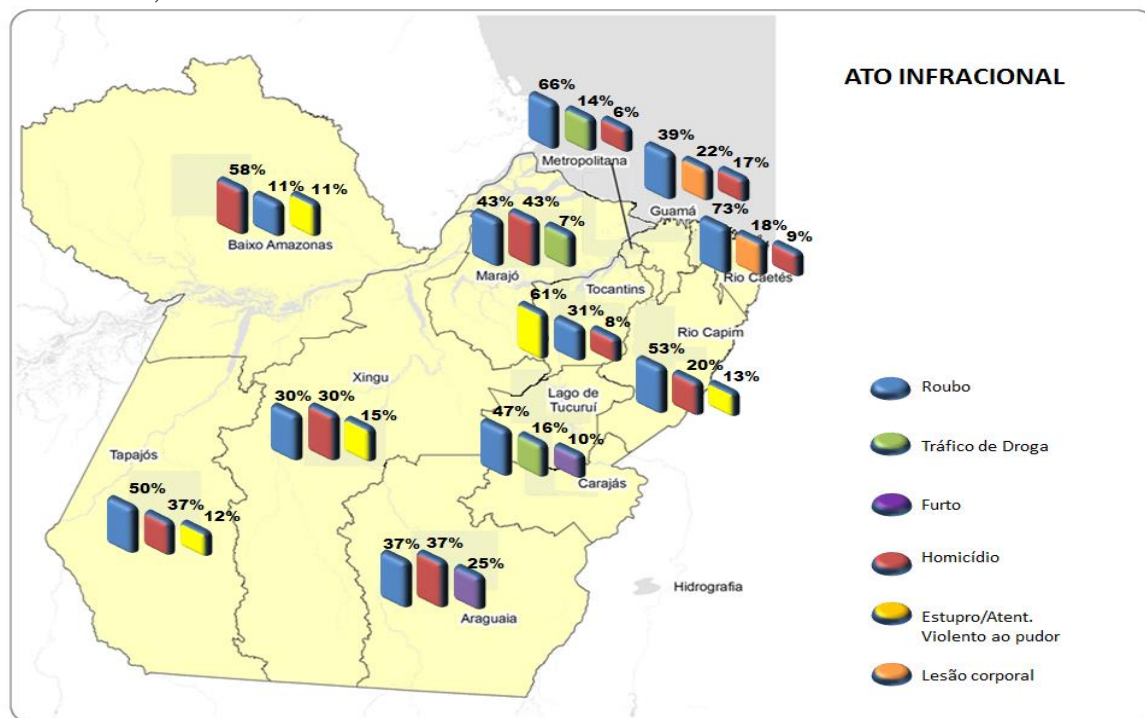 ATO INFRACIONAL
66%
14%
6%
Metropolitana
39%
22%
17%
Guamá
58%
11%
11%
Baixo Amazonas
43%
43%
7%
Marajó
73%
18%
9%
Rio Caetés
Tocantins
61%
31%
8%
Rio Capim
53%
20%
13%
Xingu
30%
30%
15%
Lago de
Tucuruí
47%
16%
10%
Carajás
Tapajós
50%
37%
12%
37%
37%
25%
Araguaia
Hidrografia
Roubo
Tráfico de Droga
Furto
Homicídio
Estupro/Atent.
Violento ao pudor
Lesão corporal